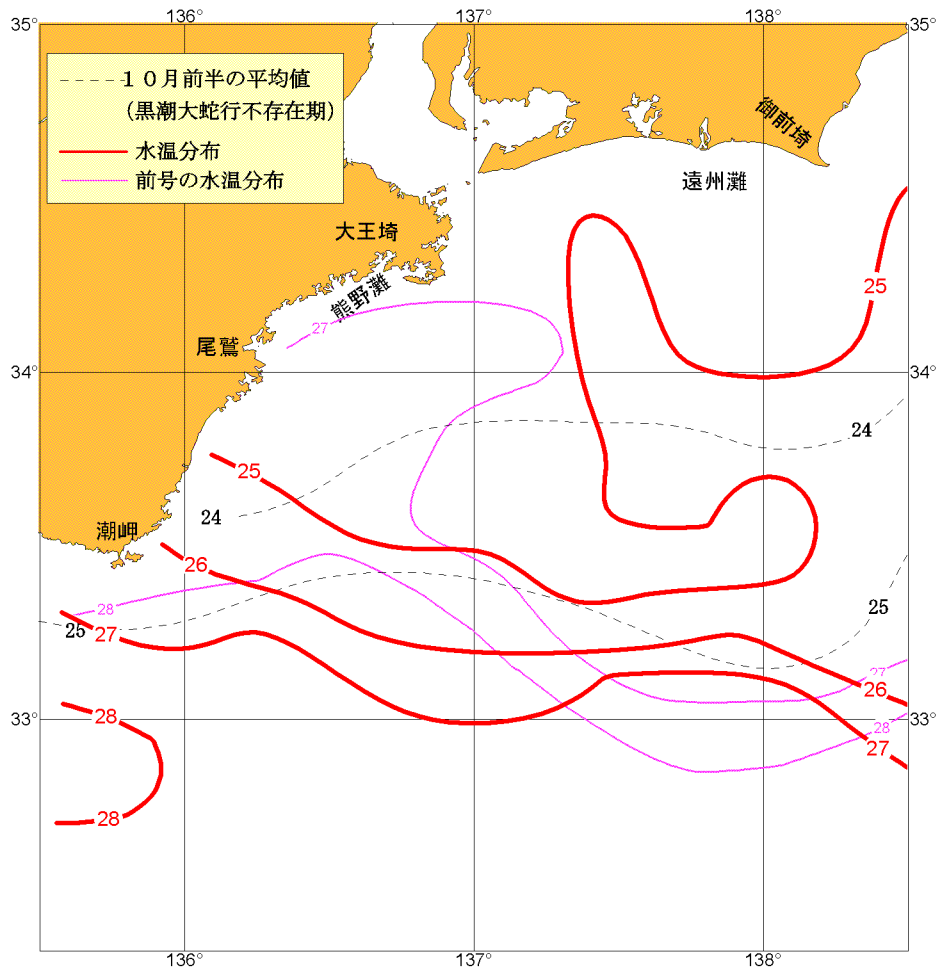 136°
137°
138°
35°
35°
10月前半の平均値
(黒潮大蛇行不存在期)
水温分布
前号の水温分布
御前埼
遠州灘
大王埼
熊野灘
尾鷲
潮岬
25
27
34°
34°
24
25
24
26
28
25
25
27
27
26
28
33°
33°
28
27
28
136°
137°
138°